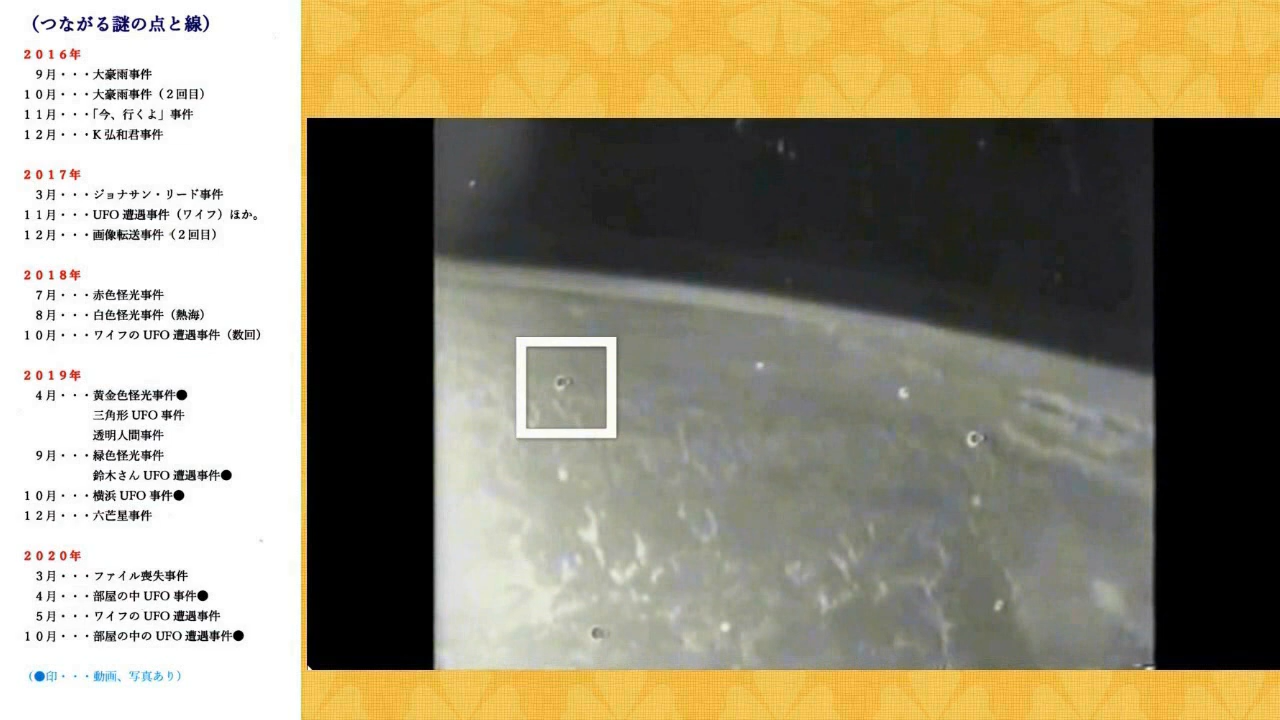 （つながる謎の点と線）
２０１６年
９月・・・大豪雨事件
１０月・・・大豪雨事件（２回目）
１１月・・・「今、行くよ」事件
１２月・・・K 弘和君事件
２０１７年
３月・・・ジョナサン・リード事件
１１月・・・UFO 遭遇事件（ワイフ）ほか。
１２月・・・画像転送事件（２回目）
２０１８年
７月・・・赤色怪光事件
８月・・・白色怪光事件（熱海）
１０月・・・ワイフの UFO 遭遇事件（数回）
２０１９年
４月・・・黄金色怪光事件●
三角形 UFO 事件
透明人間事件
９月・・・緑色怪光事件
鈴木さん UFO 遭遇事件●
１０月・・・横浜 UFO 事件●
１２月・・・六芒星事件
２０２０年
３月・・・ファイル喪失事件
４月・・・部屋の中 UFO 事件●
５月・・・ワイフの UFO 遭遇事件
１０月・・・部屋の中の UFO 遭遇事件●
（●印・・・動画、写真あり）